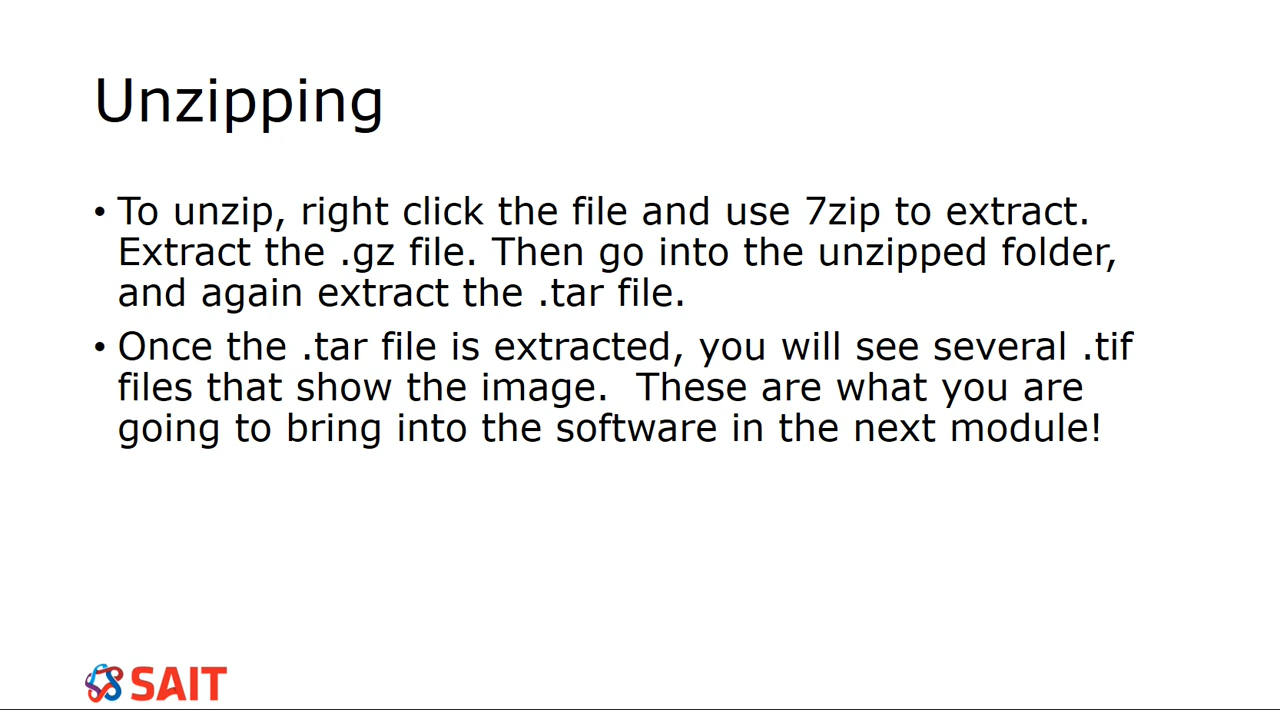 Unzipping
• To unzip, right click the file and use 7zip to extract.
Extract the .gz file. Then go into the unzipped folder,
and again extract the .tar file.
• Once the .tar file is extracted, you will see several .tif
files that show the image.  These are what you are
going to bring into the software in the next module!
SAIT